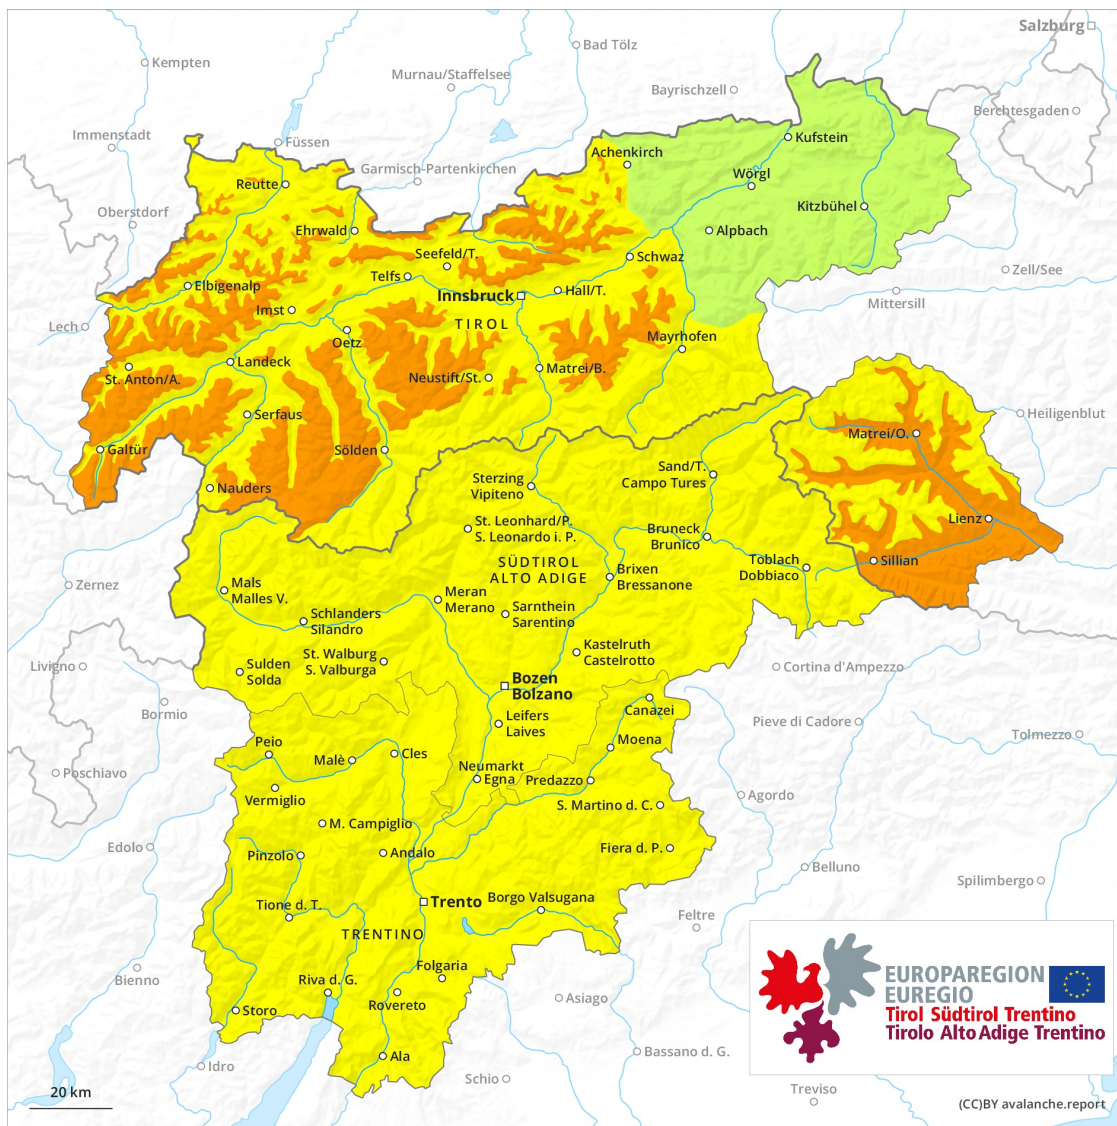 Salzburg
Bad Tölz
Kempten
Murnau/Staffelsee
Bayrischzell
Berchtesgaden
Immenstadt
Füssen
Kufstein
Achenkirch
Garmisch-Partenkirchen
Wörgl
Reutte
Kitzbühel
Oberstdorf
Ehrwald
Alpbach
Seefeld/T.
Schwaz
Zell/See
Telfs
Elbigenalp
Hall/T.
Innsbruck
Mittersill
Imst
TIROL
Lech
Oetz
Mayrhofen
Landeck
Matrei/B.
St. Anton/A.
Neustift/St.
Serfaus
Heiligenblut
Matrei/O.
Galtür
Sölden
Sand/T.
Campo Tures
Sterzing
Vipiteno
Nauders
Lienz
St. Leonhard/P.
S. Leonardo i. P.
Bruneck
Brunico
SÜDTIROL
ALTO ADIGE
Toblach
Dobbiaco
Sillian
Brixen
Bressanone
Zernez
Mals
Malles V.
Meran
Merano
Schlanders
Silandro
Sarnthein
Sarentino
Kastelruth
Castelrotto
St. Walburg
S. Valburga
Livigno
Sulden
Solda
Cortina d'Ampezzo
Bozen
Bolzano
Bormio
Canazei
Leifers
Laives
Pieve di Cadore
Tolmezzo
Peio
Moena
Malè
Cles
Poschiavo
Neumarkt
Egna
Predazzo
Vermiglio
Agordo
S. Martino d. C.
M. Campiglio
Edolo
Pinzolo
Andalo
Fiera d. P.
Belluno
Spilimbergo
Trento
Borgo Valsugana
Tione d. T.
Feltre
TRENTINO
Folgaria
Bienno
Riva d. G.
Rovereto
Asiago
Storo
EUROPAREGION
EUREGIO
Tirol Südtirol Trentino
Tirolo Alto Adige Trentino
Ala
Bassano d. G.
Idro
Schio
Treviso
20 km
(CC)BY avalanche.report